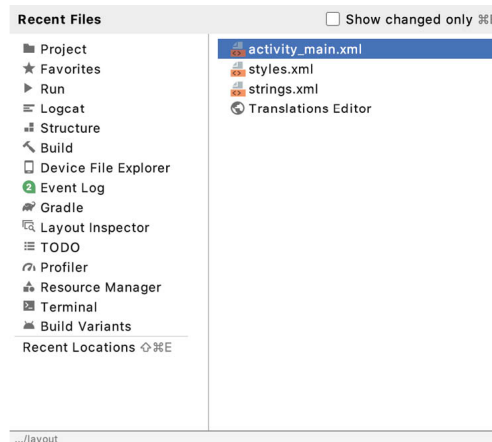 Recent Files
Show changed only ⌘E
Project
Favorites
Run
Logcat
Structure
Build
Device File Explorer
2 Event Log
Gradle
Layout Inspector
TODO
Profiler
Resource Manager
Terminal
Build Variants
Recent Locations ⇧⌘E
activity_main.xml
styles.xml
strings.xml
Translations Editor
.../layout